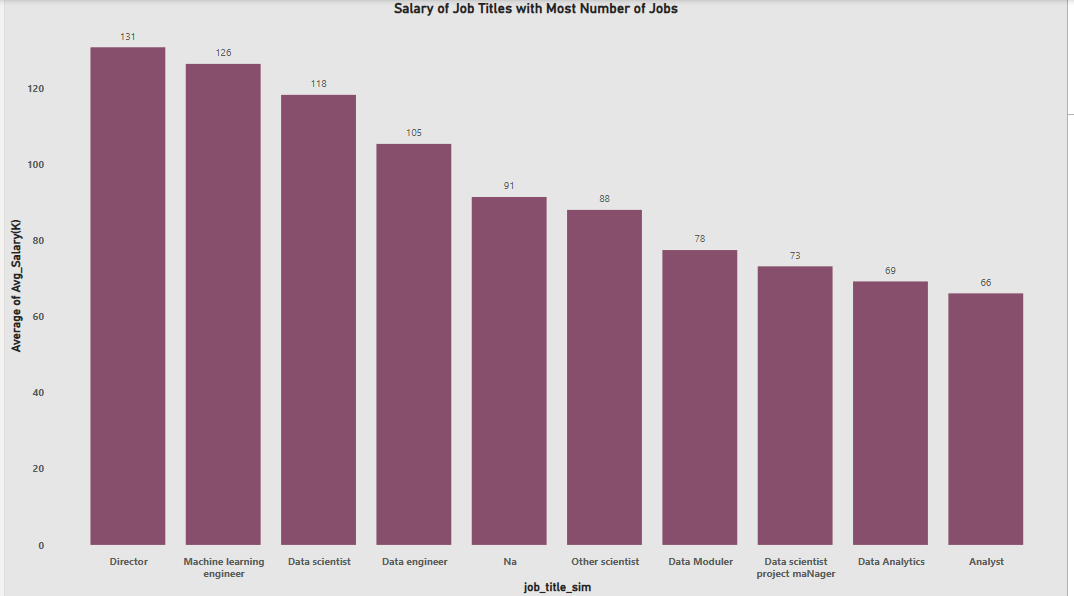 Salary of Job Titles with Most Number of Jobs
131
126
118
105
91
88
78
73
69
66
120
100
80
60
40
20
0
Average of Avg_Salary(K)
Director
Machine learning
engineer
Data scientist
Data engineer
Na
Other scientist
Data Moduler
Data scientist
project maNager
Data Analytics
Analyst
job_title_sim